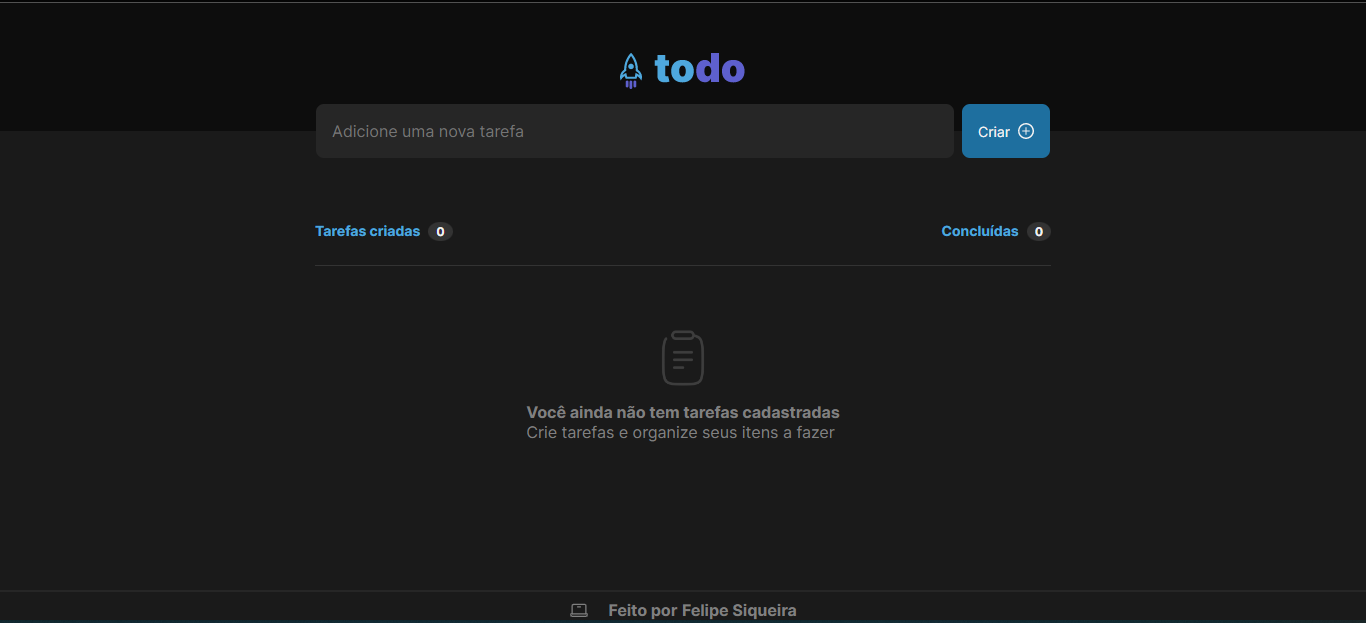 todo
Adicione uma nova tarefa
Criar
Tarefas criadas 0
Concluídas 0
Você ainda não tem tarefas cadastradas
Crie tarefas e organize seus itens a fazer
Feito por Felipe Siqueira